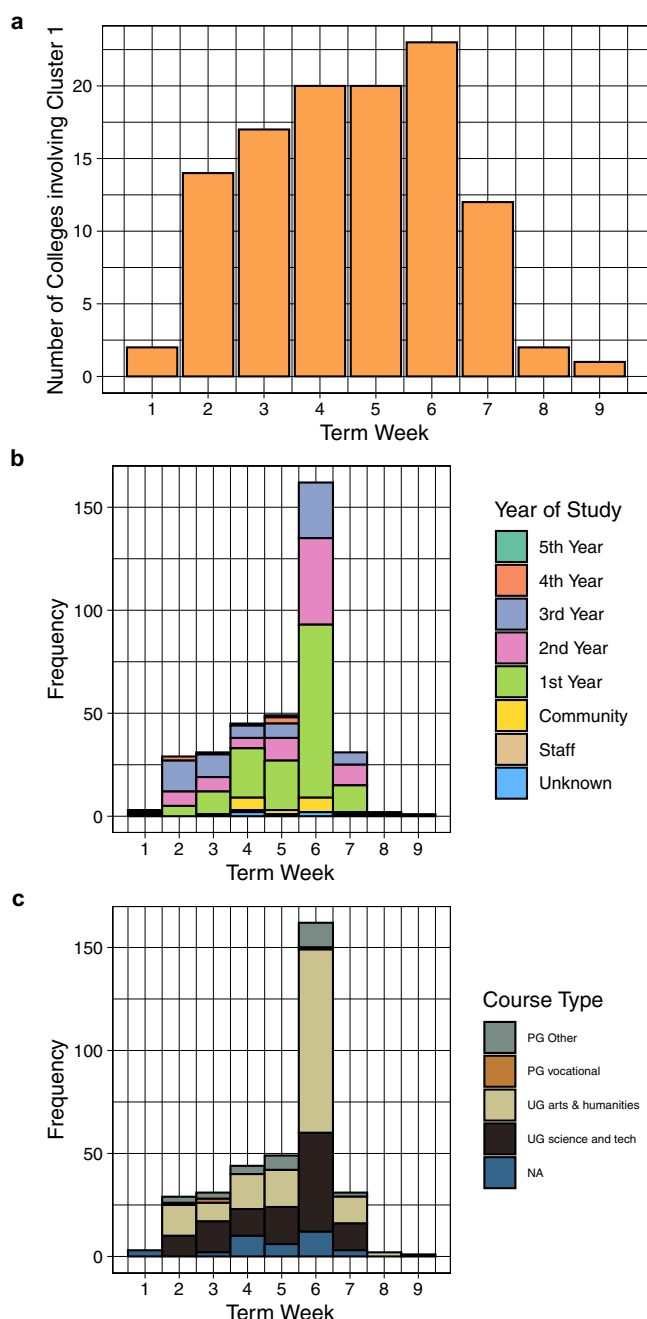 a
Number of Colleges involving Cluster 1
20
15
10
5
0
1 2 3 4 5 6 7 8 9
Term Week
b
Frequency
150
100
50
0
1 2 3 4 5 6 7 8 9
Term Week
Year of Study
5th Year
4th Year
3rd Year
2nd Year
1st Year
Community
Staff
Unknown
c
Frequency
150
100
50
0
1 2 3 4 5 6 7 8 9
Term Week
Course Type
PG Other
PG vocational
UG arts & humanities
UG science and tech
NA